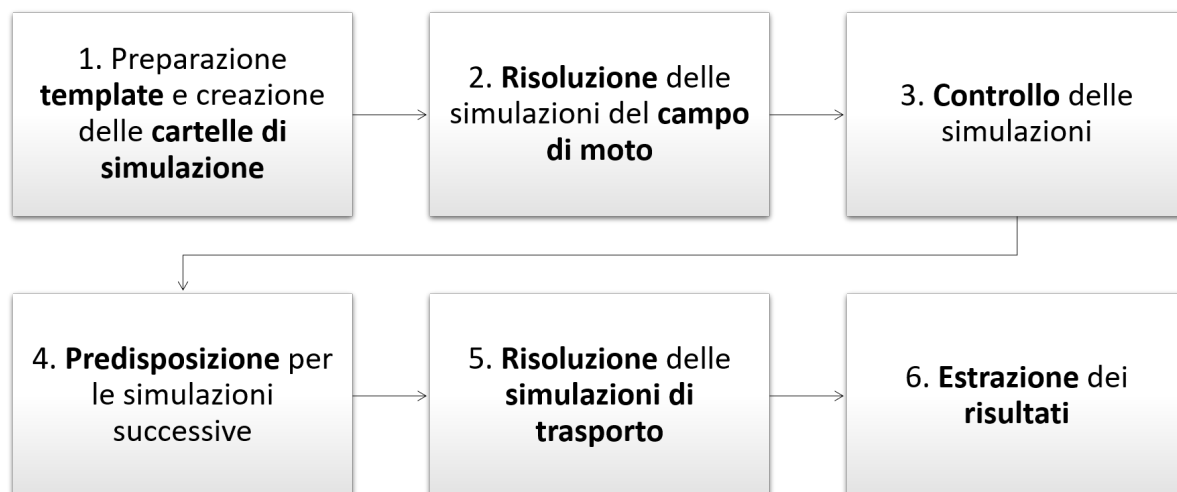 1. Preparazione
template e creazione
delle cartelle di
simulazione
2. Risoluzione delle
simulazioni del campo
di moto
3. Controllo delle
simulazioni
4. Predisposizione per
le simulazioni
successive
5. Risoluzione delle
simulazioni di
trasporto
6. Estrazione dei
risultati